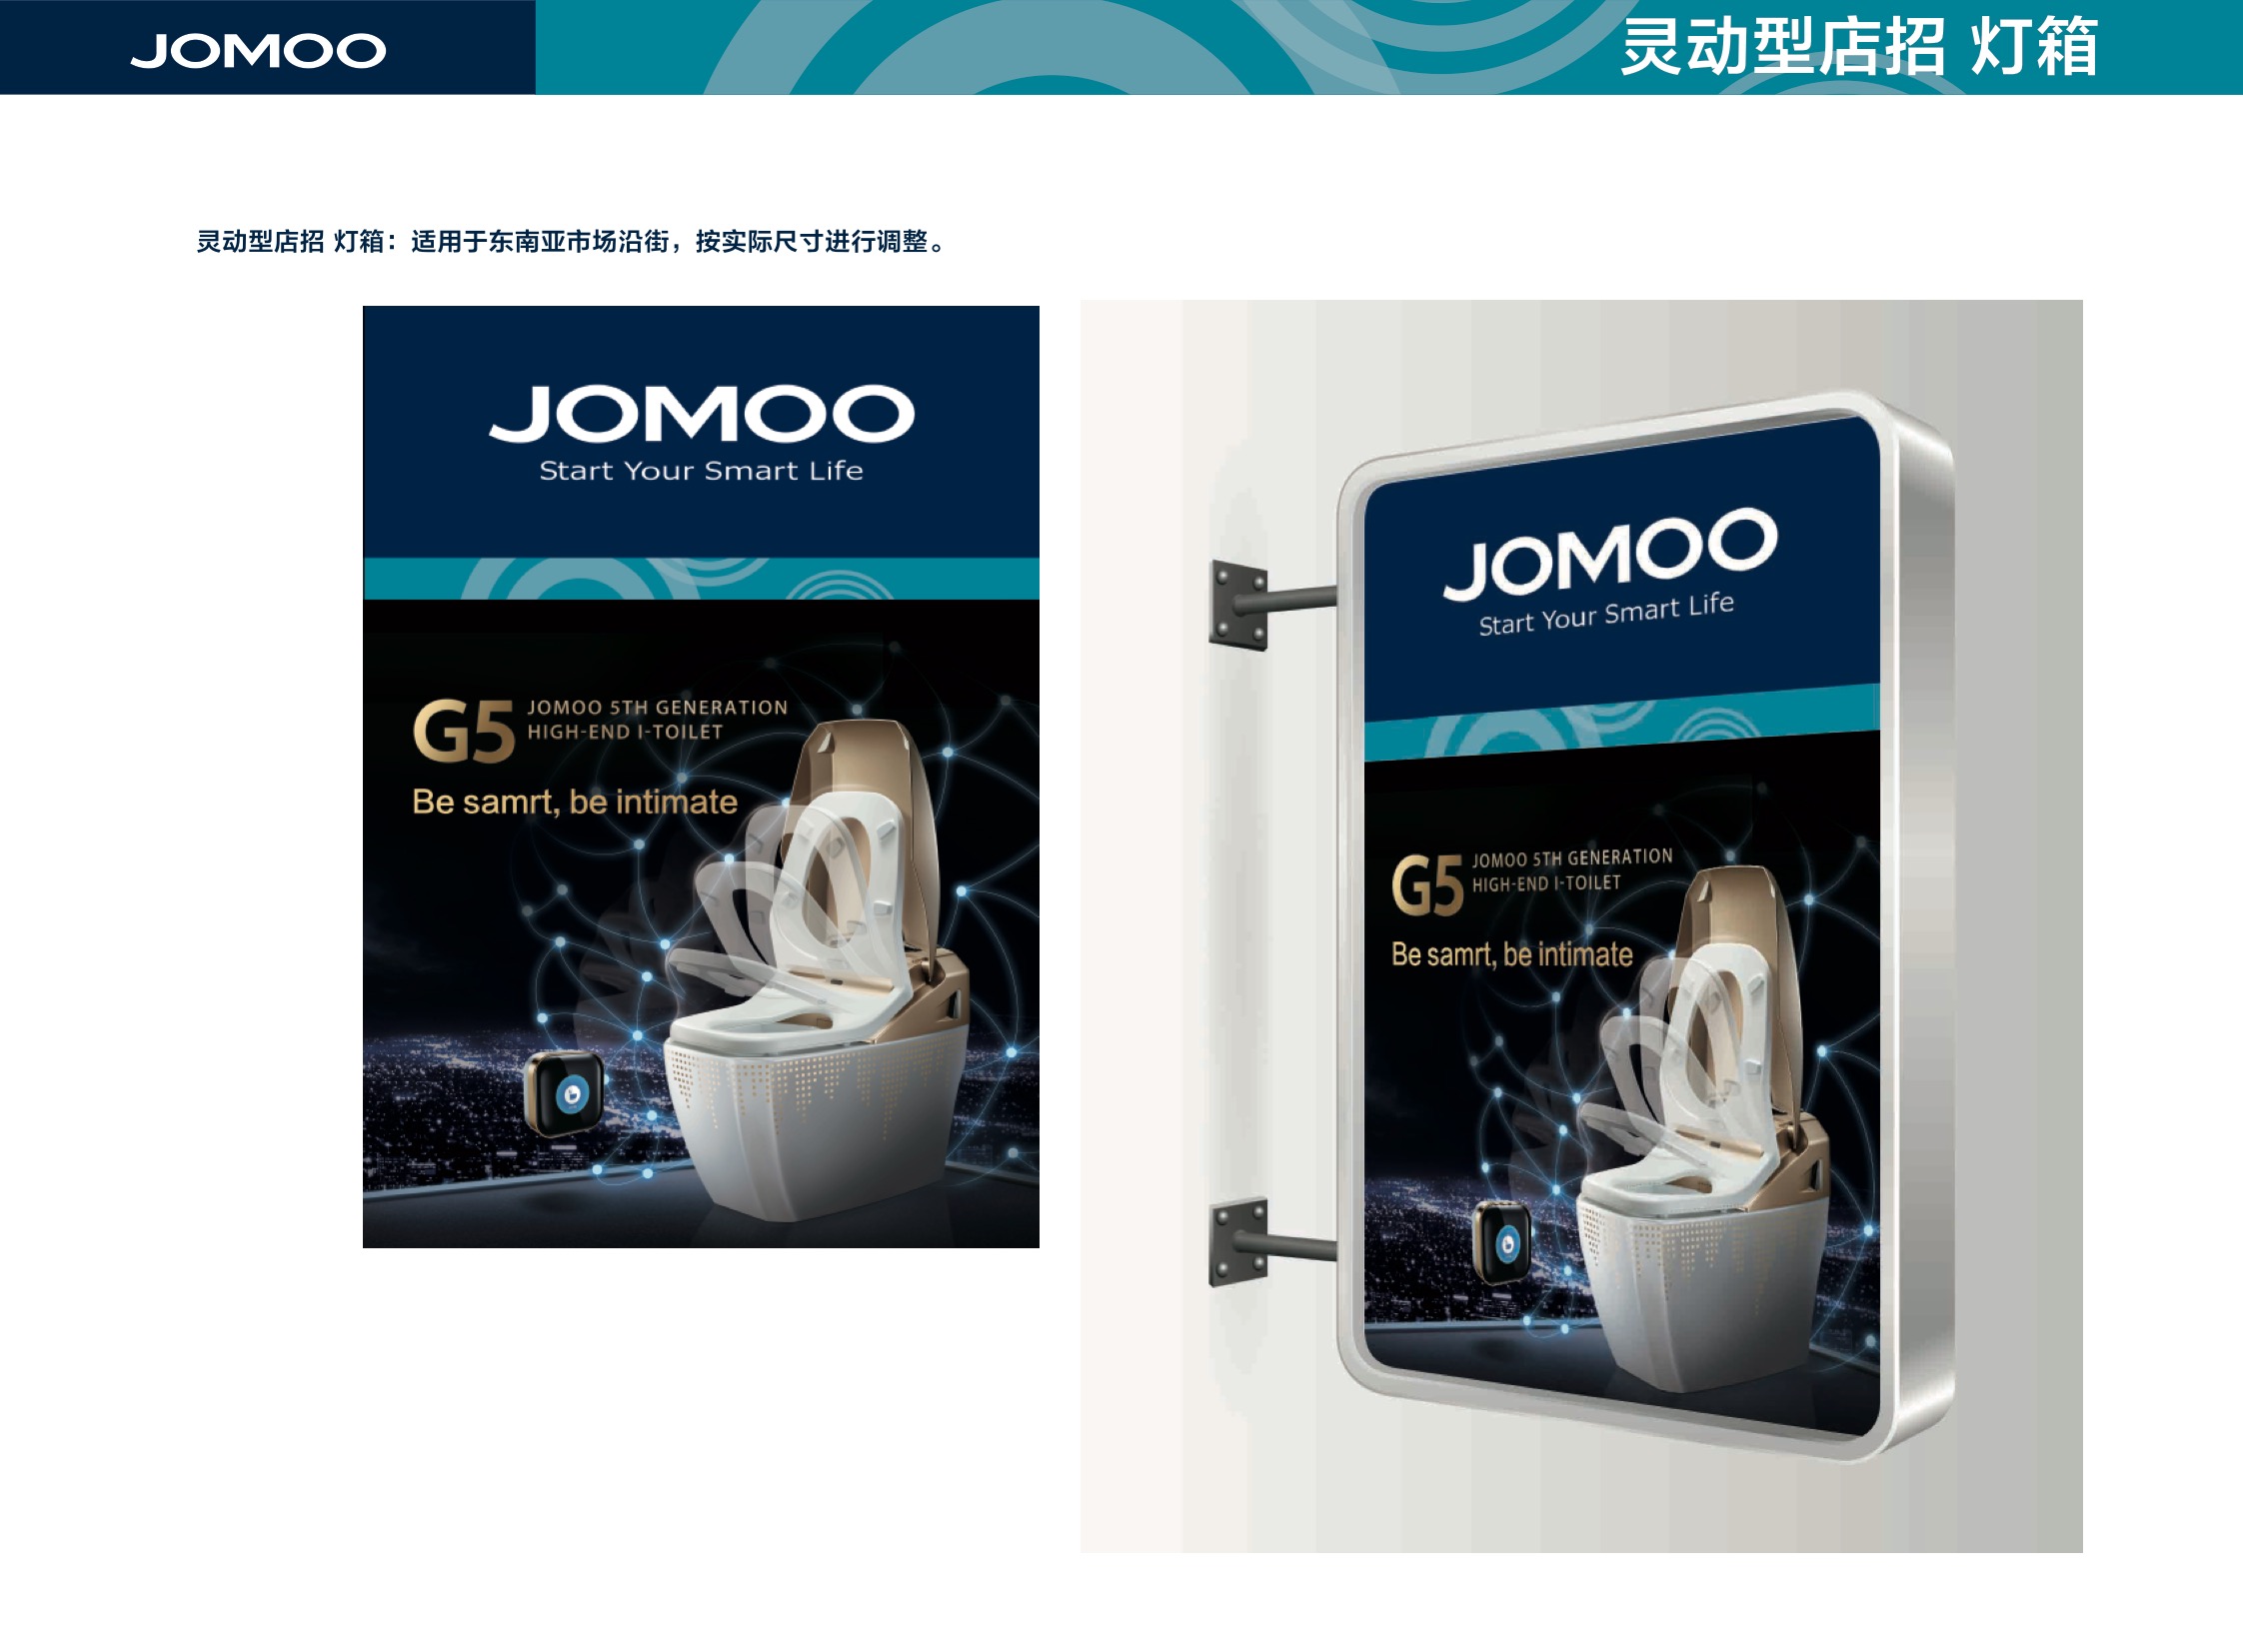 JOMOO
灵动型店招 灯箱
灵动型店招 灯箱：适用于东南亚市场沿街，按实际尺寸进行调整。
JOMOO
Start Your Smart Life
G5 JOMOO 5TH GENERATION
HIGH-END I-TOILET
Be samrt, be intimate
JOMOO
Start Your Smart Life
G5 JOMOO 5TH GENERATION
HIGH-END I-TOILET
Be samrt, be intimate